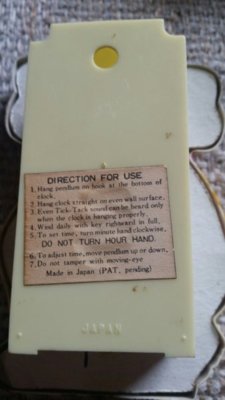 DIRECTION FOR USE
1. Hang pendlum on hook at the bottom of
clock.
2. Hang clock straight on even wall surface.
3. Even Tick-Tack sound can be heard only
when the clock is hanging properly.
4. Wind daily with key rightward in full.
5. To set time, turn minute hand clockwise,
DO NOT TURN HOUR HAND.
6. To adjust time, move pendlum up or down.
7. Do not tamper with moving-eye
Made in Japan (PAT. pending)
JAPAN